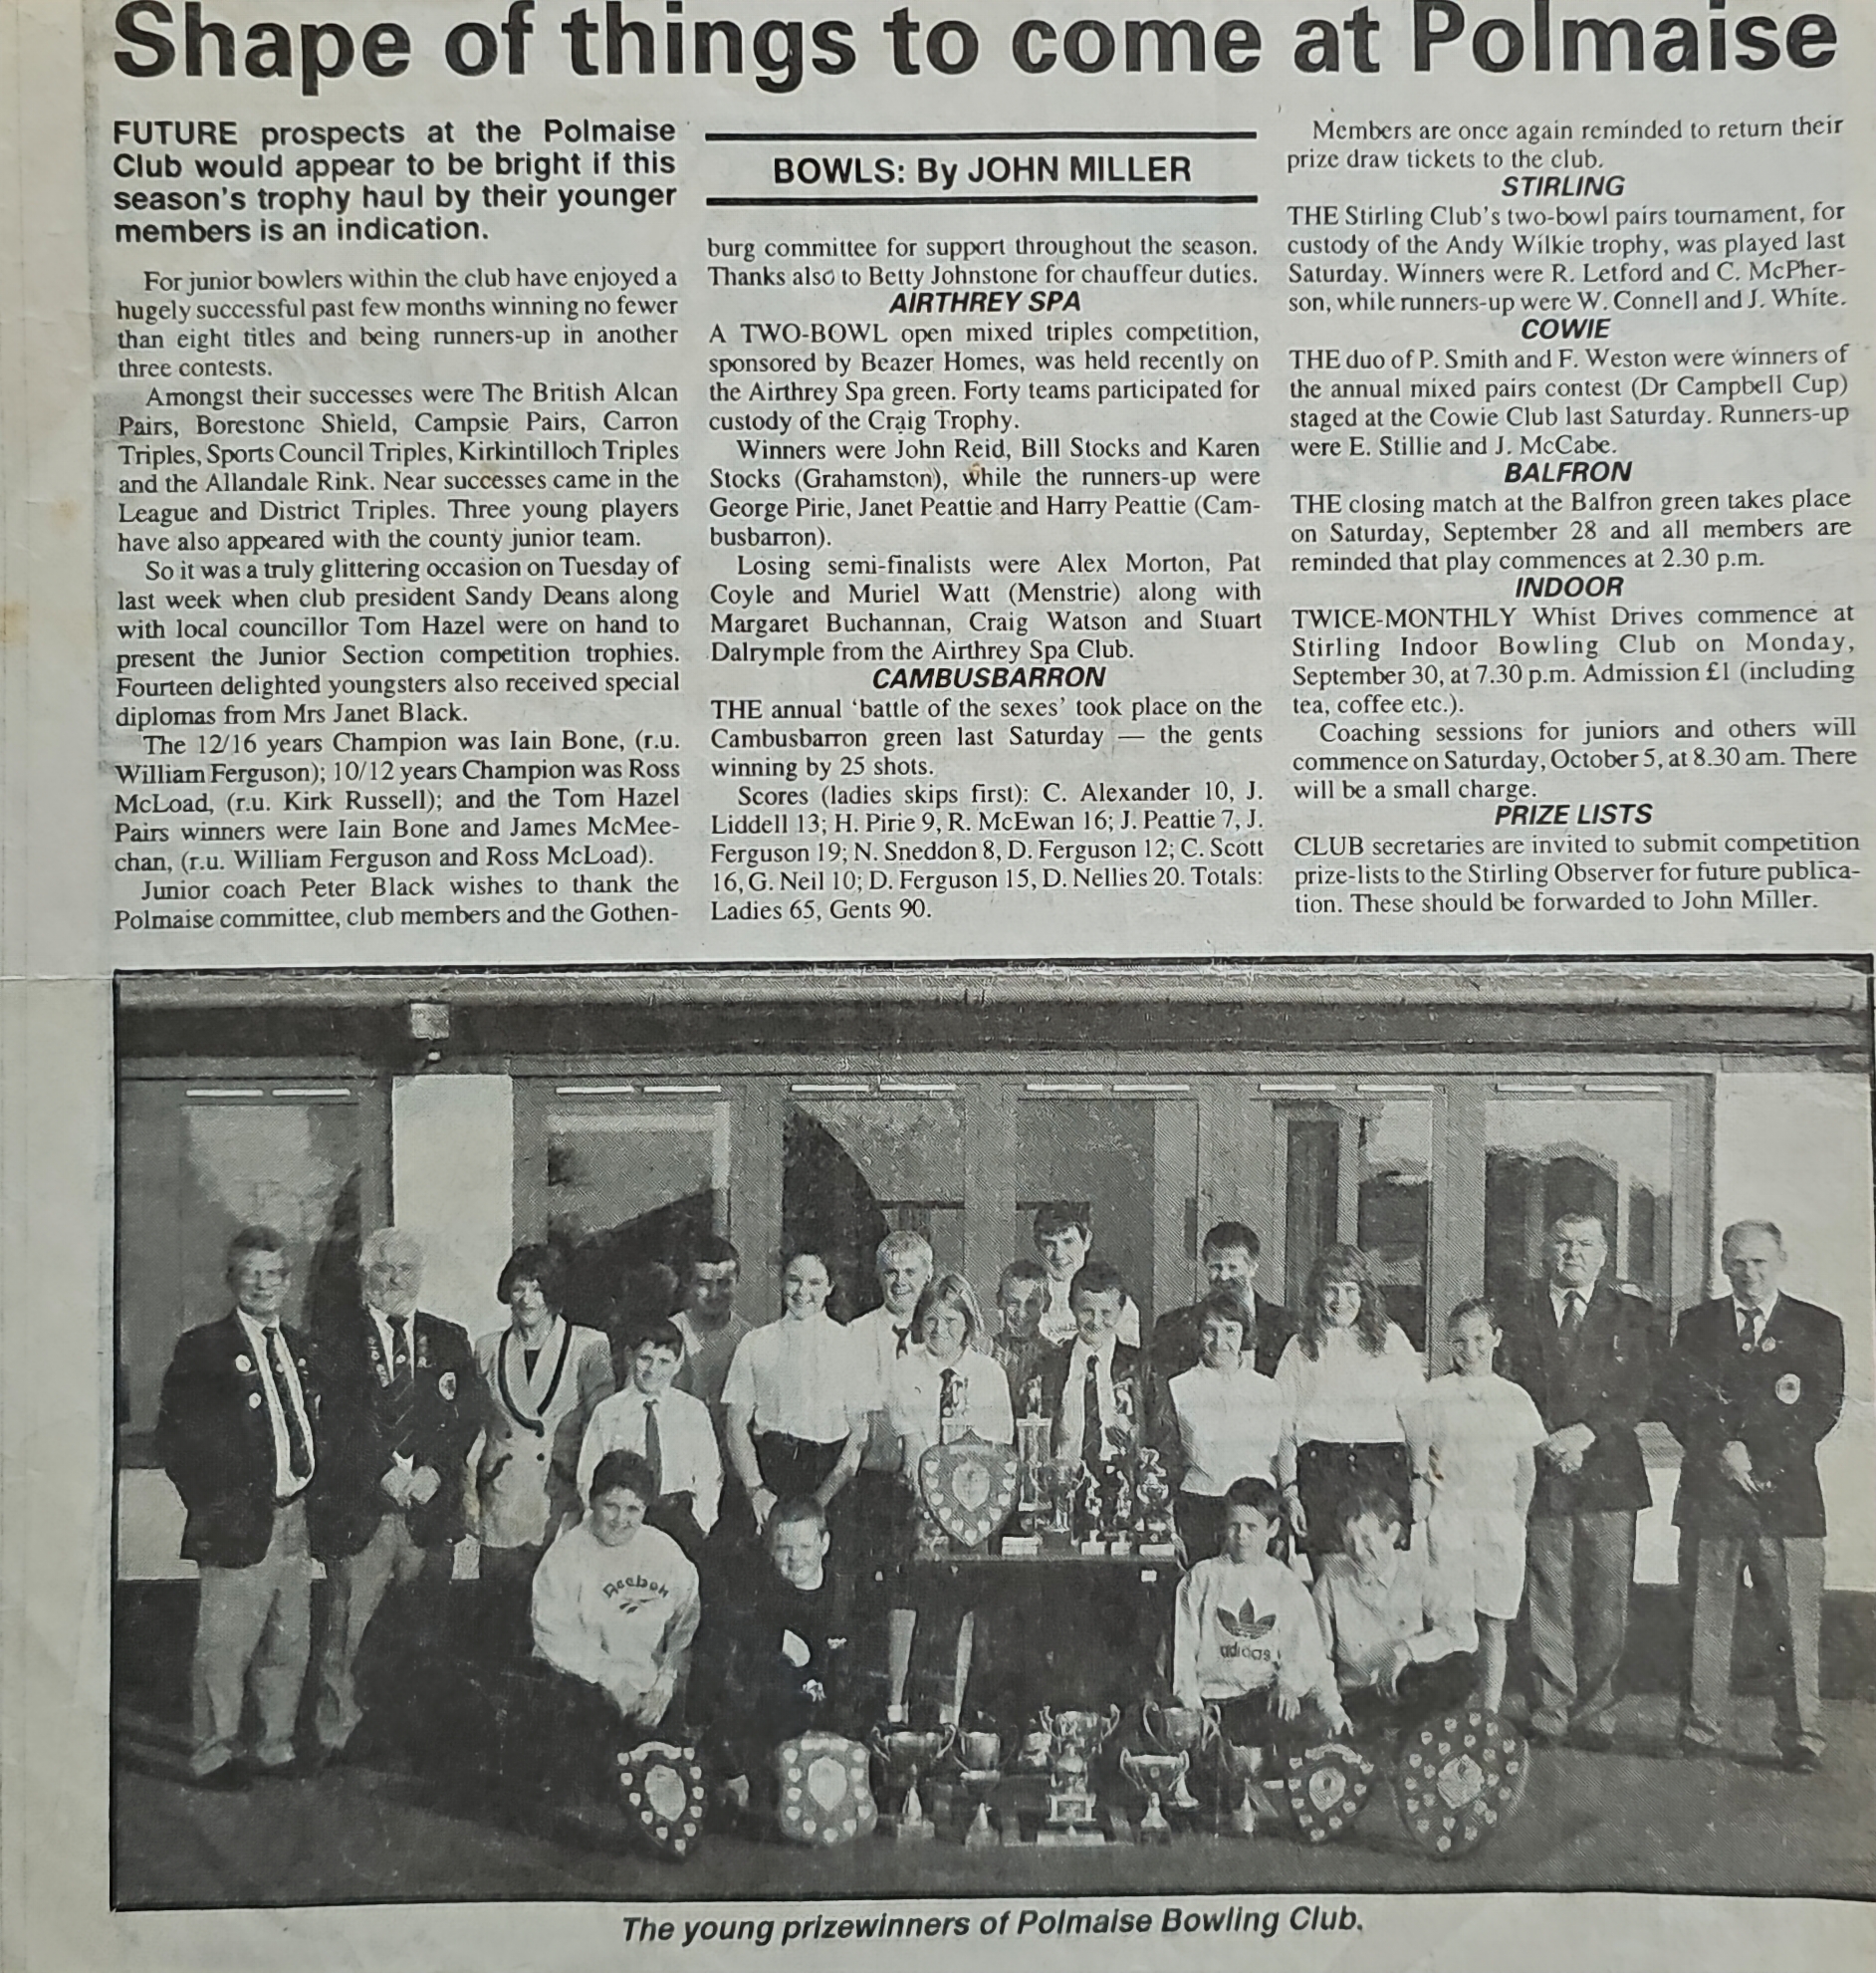 Shape of things to come at Polmaise
FUTURE prospects at the Polmaise
Club would appear to be bright if this
season's trophy haul by their younger
members is an indication.
For junior bowlers within the club have enjoyed a
hugely successful past few months winning no fewer
than eight titles and being runners-up in another
three contests.
Amongst their successes were The British Alcan
Pairs, Borestone Shield, Campsie Pairs, Carron
Triples, Sports Council Triples, Kirkintilloch Triples
and the Allandale Rink. Near successes came in the
League and District Triples. Three young players
have also appeared with the county junior team.
So it was a truly glittering occasion on Tuesday of
last week when club president Sandy Deans along
with local councillor Tom Hazel were on hand to
present the Junior Section competition trophies.
Fourteen delighted youngsters also received special
diplomas from Mrs Janet Black.
The 12/16 years Champion was Iain Bone, (r.u.
William Ferguson); 10/12 years Champion was Ross
McLoad, (r.u. Kirk Russell); and the Tom Hazel
Pairs winners were Iain Bone and James McMee-
chan, (r.u. William Ferguson and Ross McLoad).
Junior coach Peter Black wishes to thank the
Polmaise committee, club members and the Gothen-
BOWLS: By JOHN MILLER
burg committee for support throughout the season.
Thanks also to Betty Johnstone for chauffeur duties.
AIRTHREY SPA
A TWO-BOWL open mixed triples competition,
sponsored by Beazer Homes, was held recently on
the Airthrey Spa green. Forty teams participated for
custody of the Craig Trophy.
Winners were John Reid, Bill Stocks and Karen
Stocks (Grahamston), while the runners-up were
George Pirie, Janet Peattie and Harry Peattie (Cam-
busbarron).
Losing semi-finalists were Alex Morton, Pat
Coyle and Muriel Watt (Menstrie) along with
Margaret Buchannan, Craig Watson and Stuart
Dalrymple from the Airthrey Spa Club.
CAMBUSBARRON
THE annual 'battle of the sexes' took place on the
Cambusbarron green last Saturday — the gents
winning by 25 shots.
Scores (ladies skips first): C. Alexander 10, J.
Liddell 13; H. Pirie 9, R. McEwan 16; J. Peattie 7, J.
Ferguson 19; N. Sneddon 8, D. Ferguson 12; C. Scott
16, G. Neil 10; D. Ferguson 15, D. Nellies 20. Totals:
Ladies 65, Gents 90.
Members are once again reminded to return their
prize draw tickets to the club.
STIRLING
THE Stirling Club's two-bowl pairs tournament, for
custody of the Andy Wilkie trophy, was played last
Saturday. Winners were R. Letford and C. McPher-
son, while runners-up were W. Connell and J. White.
COWIE
THE duo of P. Smith and F. Weston were winners of
the annual mixed pairs contest (Dr Campbell Cup)
staged at the Cowie Club last Saturday. Runners-up
were E. Stillie and J. McCabe.
BALFRON
THE closing match at the Balfron green takes place
on Saturday, September 28 and all members are
reminded that play commences at 2.30 p.m.
INDOOR
TWICE-MONTHLY Whist Drives commence at
Stirling Indoor Bowling Club on Monday,
September 30, at 7.30 p.m. Admission £1 (including
tea, coffee etc.).
Coaching sessions for juniors and others will
commence on Saturday, October 5, at 8.30 am. There
will be a small charge.
PRIZE LISTS
CLUB secretaries are invited to submit competition
prize-lists to the Stirling Observer for future publica-
tion. These should be forwarded to John Miller.
Reebok
adidas
The young prizewinners of Polmaise Bowling Club.